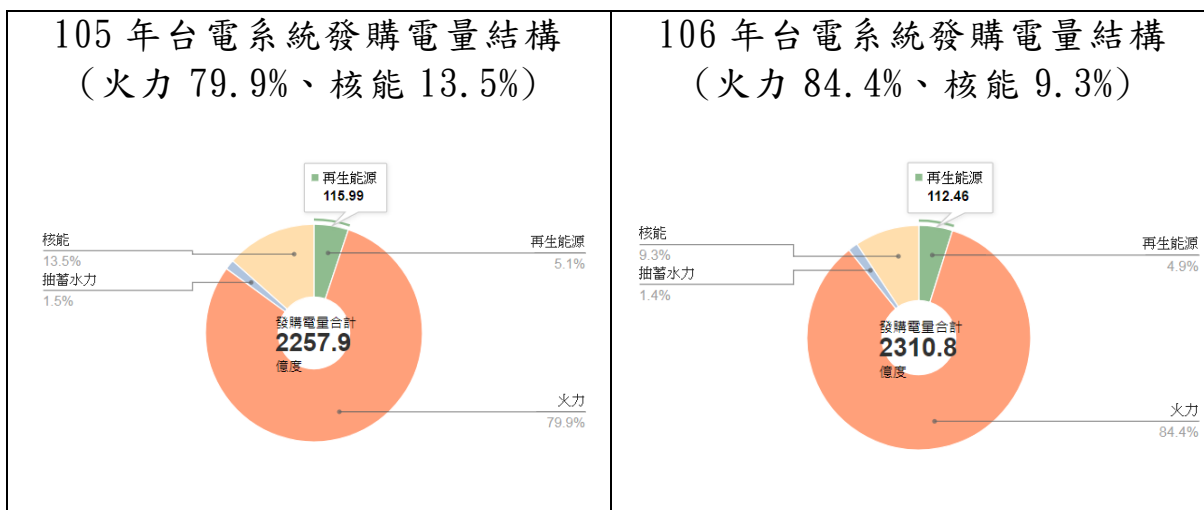 105 年台電系統發購電量結構
(火力 79.9%、核能 13.5%)
再生能源
115.99
核能
13.5%
抽蓄水力
1.5%
再生能源
5.1%
發購電量合計
2257.9
億度
火力
79.9%
106 年台電系統發購電量結構
(火力 84.4%、核能 9.3%)
再生能源
112.46
核能
9.3%
抽蓄水力
1.4%
再生能源
4.9%
發購電量合計
2310.8
億度
火力
84.4%